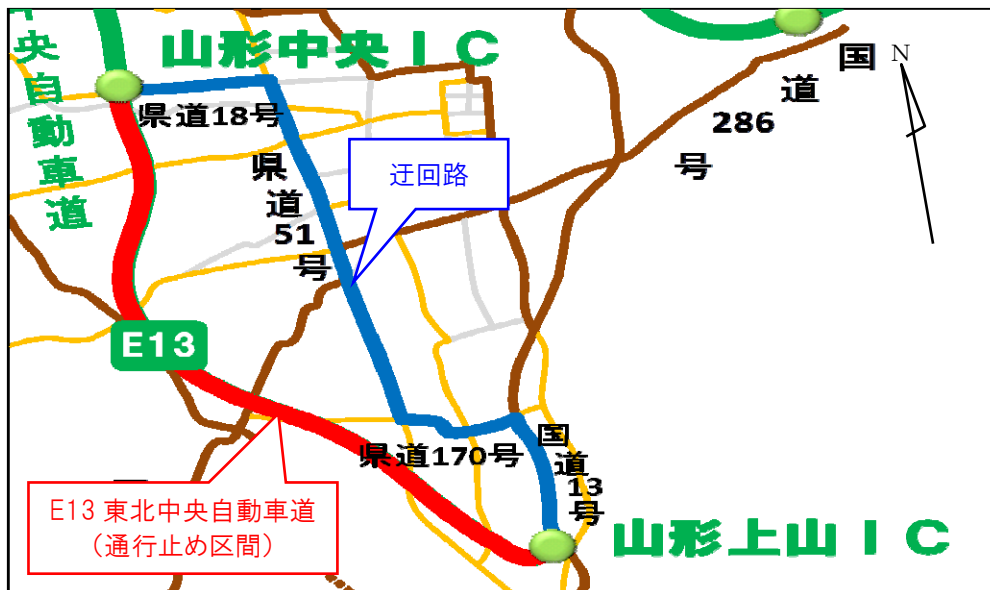 中央自動車道
山形中央IC
県道18号
県道51号
迂回路
国道286号
N
E13
県道170号
国道13号
E13 東北中央自動車道
(通行止め区間)
山形上山IC